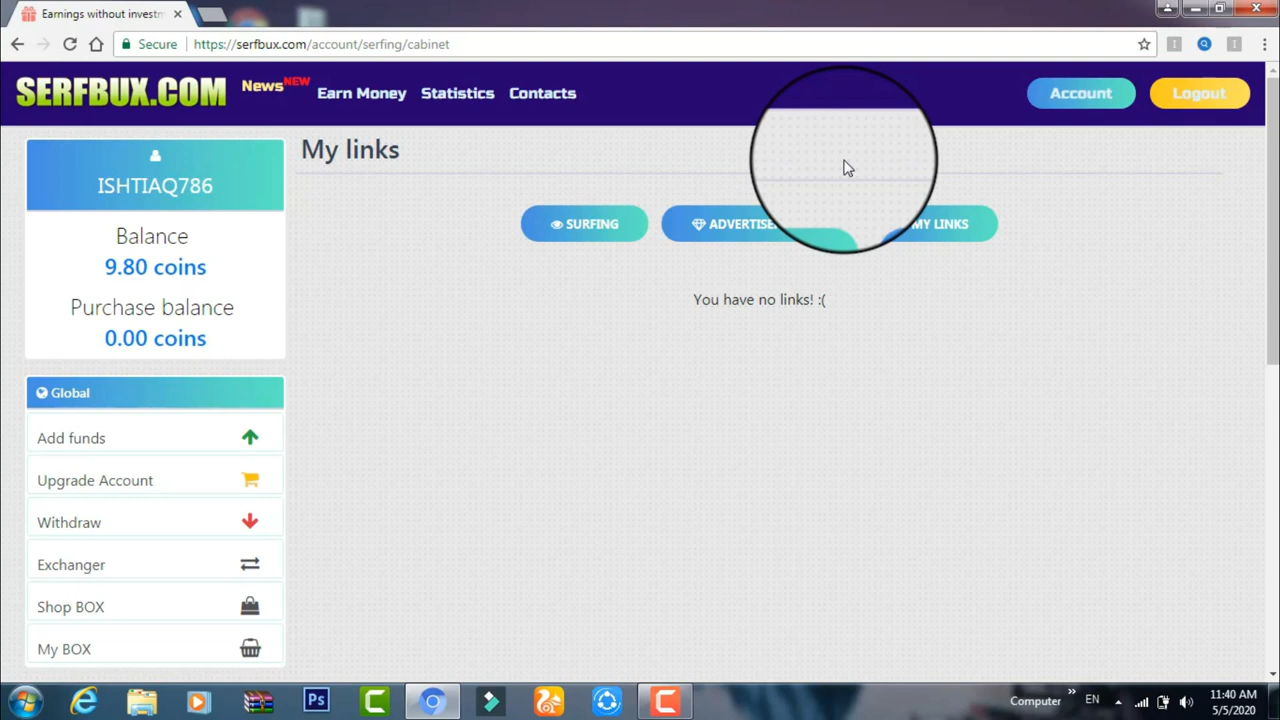 Earnings without investm
Secure https://serfbux.com/account/serfing/cabinet
SERFBUX.COM
News NEW
Earn Money
Statistics
Contacts
Account
Logout
ISHTIAQ786
Balance
9.80 coins
Purchase balance
0.00 coins
Global
Add funds
Upgrade Account
Withdraw
Exchanger
Shop BOX
My BOX
My links
SURFING
MY LINKS
You have no links! :(
Ps
Computer
EN
11:40 AM
5/5/2020